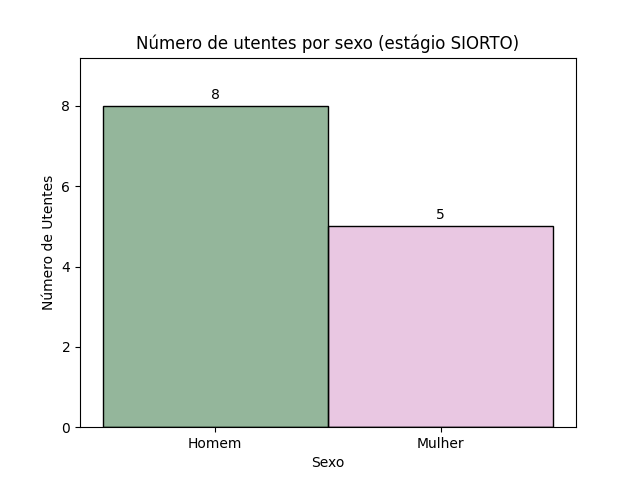 Número de utentes por sexo (estágio SIORTO)
8
5
8
6
4
2
0
Número de Utentes
Homem
Mulher
Sexo